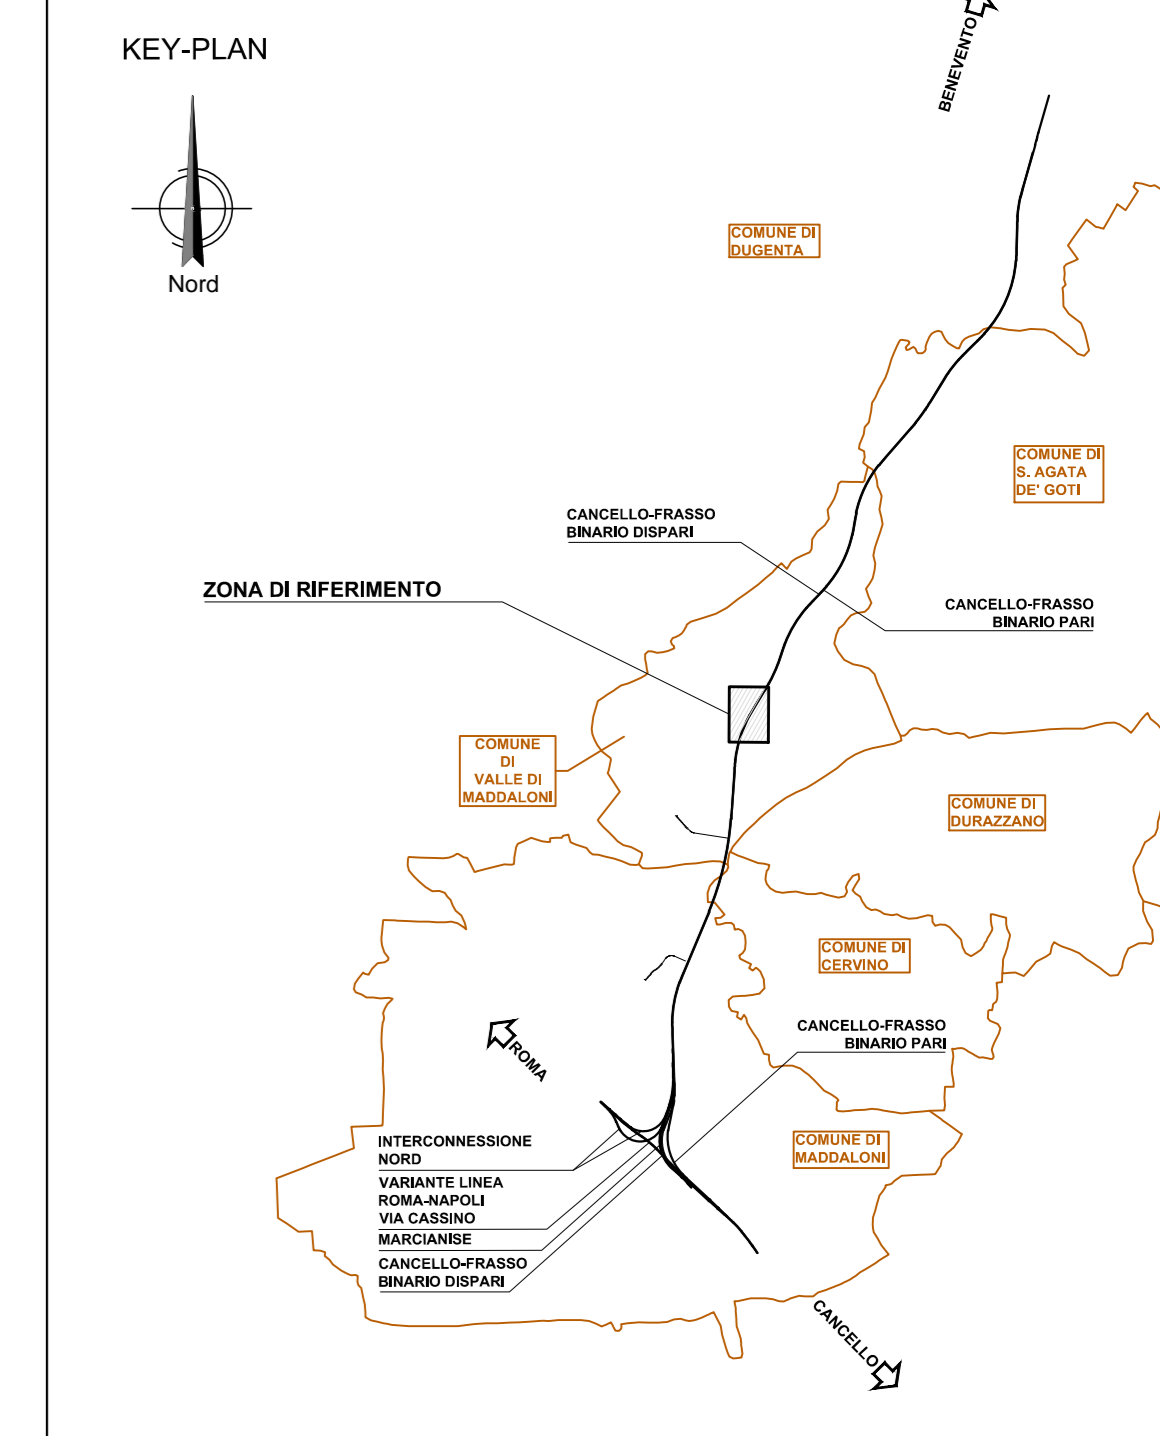 KEY-PLAN
BENEVENTO
Nord
COMUNE DI
DUGENTA
COMUNE DI
S. AGATA
DE' GOTI
CANCELLO-FRASSO
BINARIO DISPARI
ZONA DI RIFERIMENTO
CANCELLO-FRASSO
BINARIO PARI
COMUNE
DI
VALLE DI
MADDALONI
COMUNE DI
DURAZZANO
COMUNE DI
CERVINO
CANCELLO-FRASSO
BINARIO PARI
ROMA
INTERCONNESSIONE
NORD
VARIANTE LINEA
ROMA-NAPOLI
VIA CASSINO
MARCIANISE
CANCELLO-FRASSO
BINARIO DISPARI
COMUNE DI
MADDALONI
CANCELLO